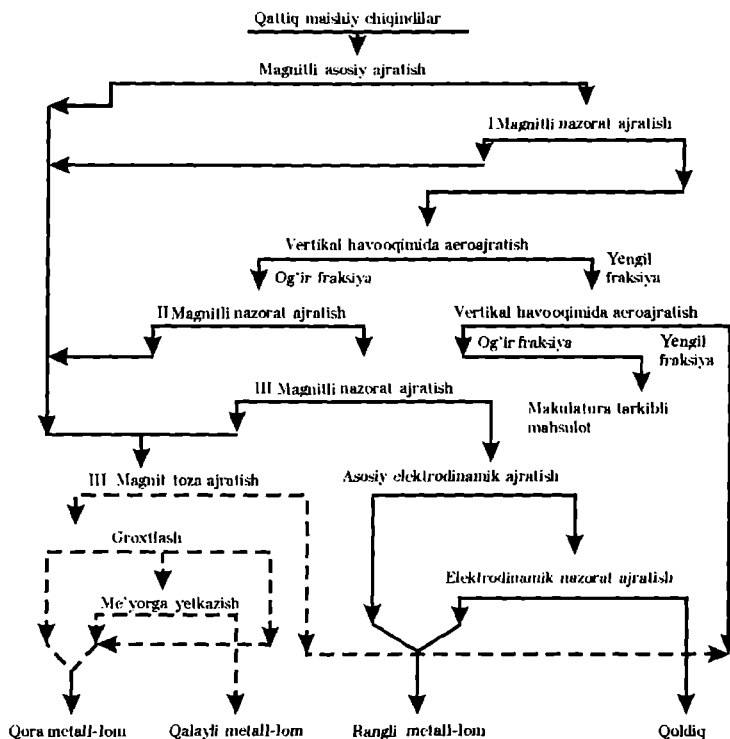 Qattiq maishiy chiqindilar
Magnitli asosiy ajratish
I Magnitli nazorat ajratish
Vertikal havooqimida aeroajratish
Og'ir fraksiya
Yengil
fraksiya
II Magnitli nazorat ajratish
Vertikal havooqimida aeroajratish
Og'ir fraksiya
Yengil
fraksiya
III Magnitli nazorat ajratish
Makulatura tarkibli
mahsulot
III Magnit toza ajratish
Asosiy elektrodinamik ajratish
Groxtlash
Me'yorga yetkazish
Elektrodinamik nazorat ajratish
Qora metall-lom
Qalayli metall-lom
Rangli metall-lom
Qoldiq